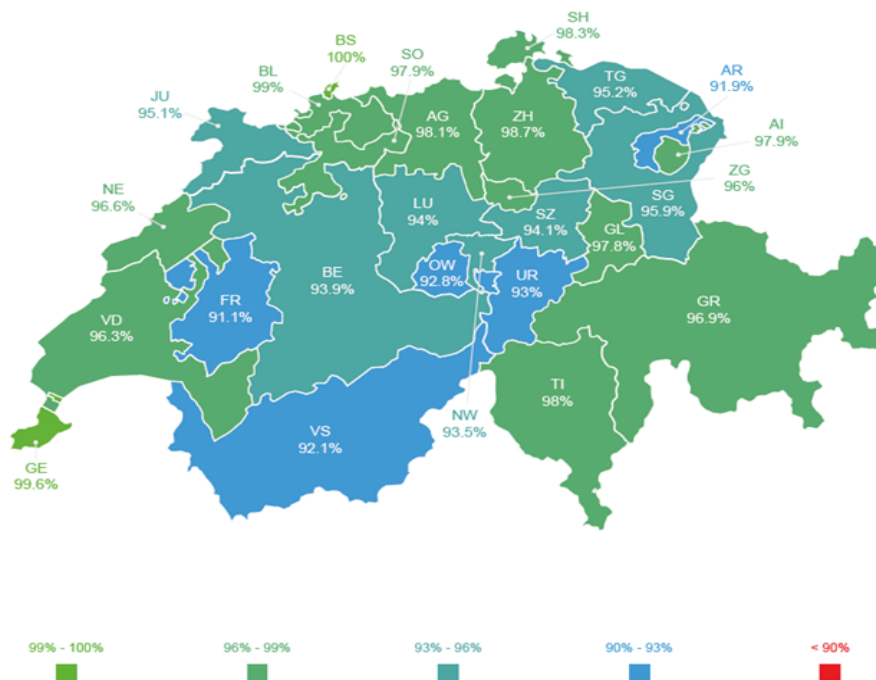 SH
98.3%
BS
100%
SO
97.9%
BL
99%
TG
95.2%
AR
91.9%
JU
95.1%
AG
98.1%
ZH
98.7%
AI
97.9%
ZG
96%
NE
96.6%
LU
94%
SZ
94.1%
SG
95.9%
GL
97.8%
OW
92.8%
UR
93%
BE
93.9%
FR
91.1%
GR
96.9%
VD
96.3%
TI
98%
NW
93.5%
VS
92.1%
GE
99.6%
99% - 100%
96% - 99%
93% - 96%
90% - 93%
< 90%